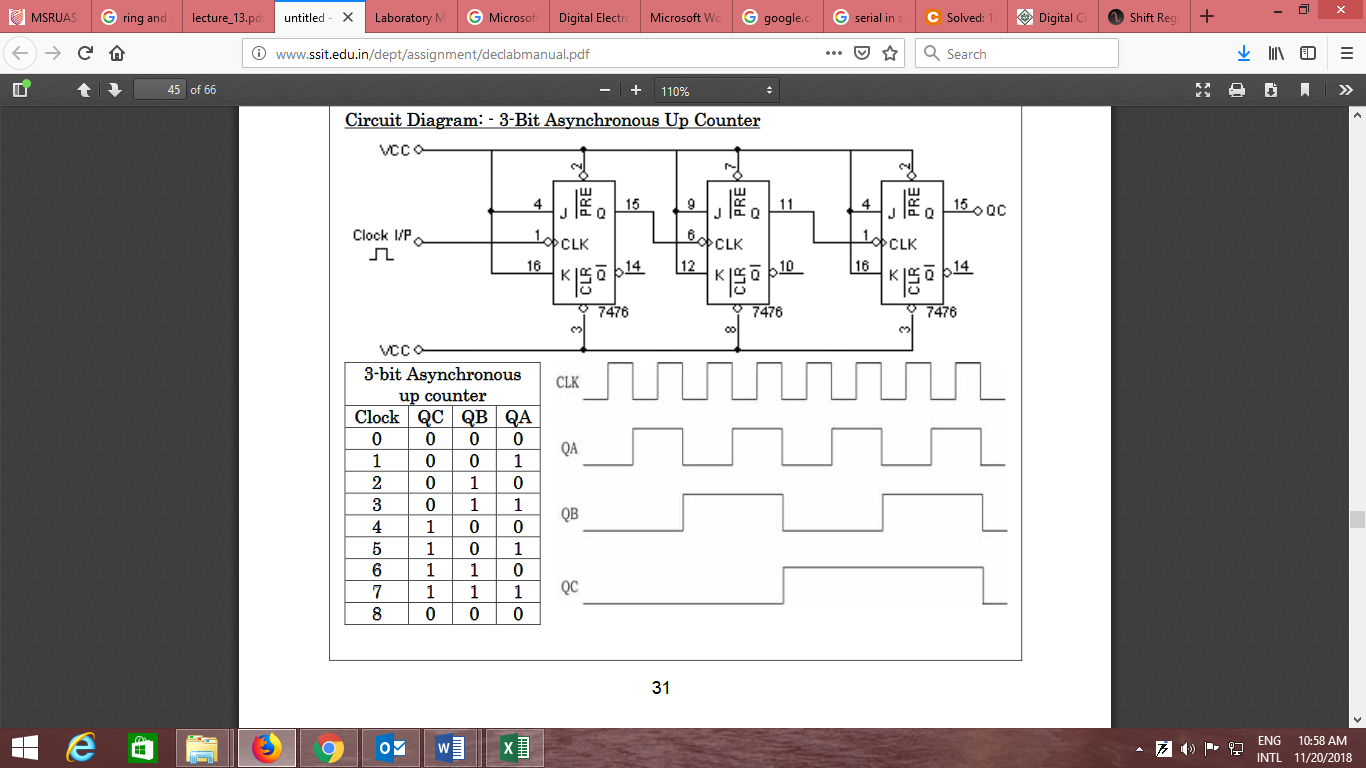 MSRUAS
ring and j
lecture_13.pd
untitled -
Laboratory M
Microsoft
Digital Electro
Microsoft Wo
google.c
serial in s
Solved: 1
Digital Ci
Shift Reg
www.ssit.edu.in/dept/assignment/declabmanual.pdf
Search
45 of 66
110%
Circuit Diagram: - 3-Bit Asynchronous Up Counter
VCC
2 7 2
4 J PRE Q 15 9 J PRE Q 11 4 J PRE Q 15 QC
Clock I/P 1 CLK 6 CLK 1 CLK
16 K CLR Q 14 12 K CLR Q 10 16 K CLR Q 14
7476 7476 7476
3 8 3
VCC
3-bit Asynchronous
up counter
Clock QC QB QA
0 0 0 0
1 0 0 1
2 0 1 0
3 0 1 1
4 1 0 0
5 1 0 1
6 1 1 0
7 1 1 1
8 0 0 0
CLK
QA
QB
QC
31
ENG
INTL
10:58 AM
11/20/2018